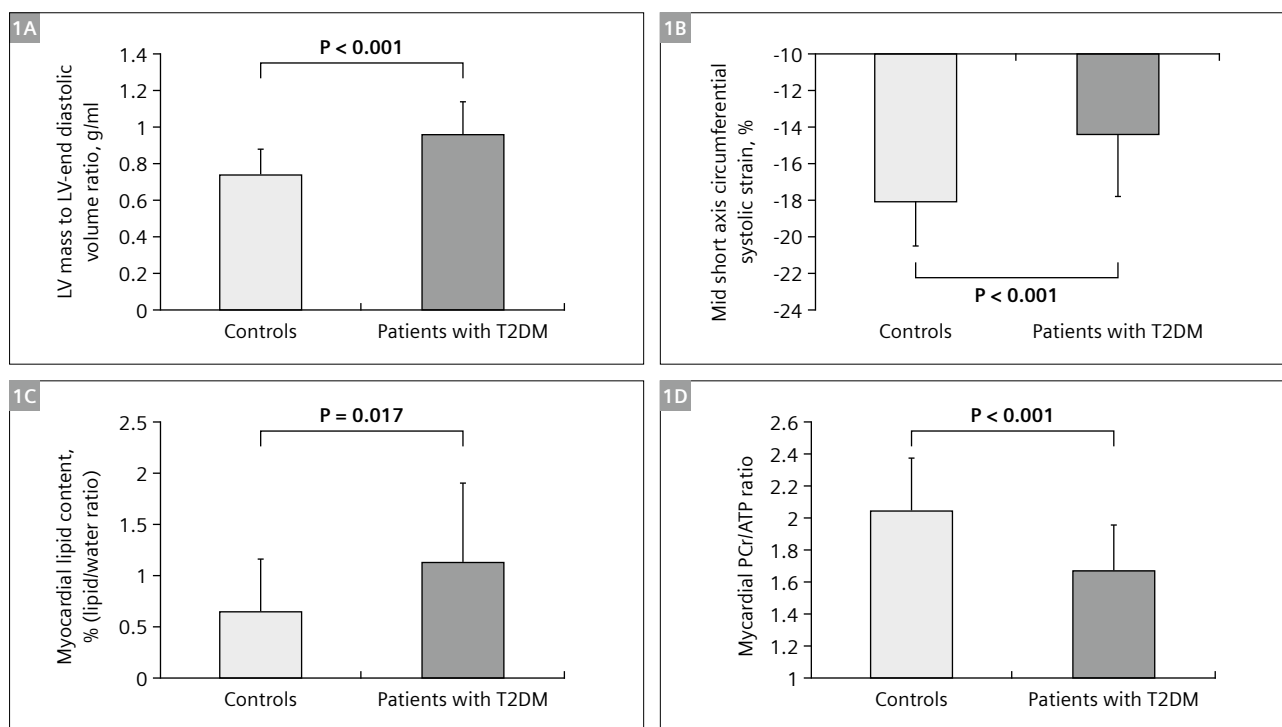 1A
P < 0.001
LV mass to LV-end diastolic
volume ratio, g/ml
1.4
1.2
1
0.8
0.6
0.4
0.2
0
Controls
Patients with T2DM
1B
Mid short axis circumferential
systolic strain, %
-10
-12
-14
-16
-18
-20
-22
-24
P < 0.001
Controls
Patients with T2DM
1C
P = 0.017
Myocardial lipid content,
% (lipid/water ratio)
2.5
2
1.5
1
0.5
0
Controls
Patients with T2DM
1D
P < 0.001
Mycardial PCr/ATP ratio
2.6
2.4
2.2
2
1.8
1.6
1.4
1.2
1
Controls
Patients with T2DM